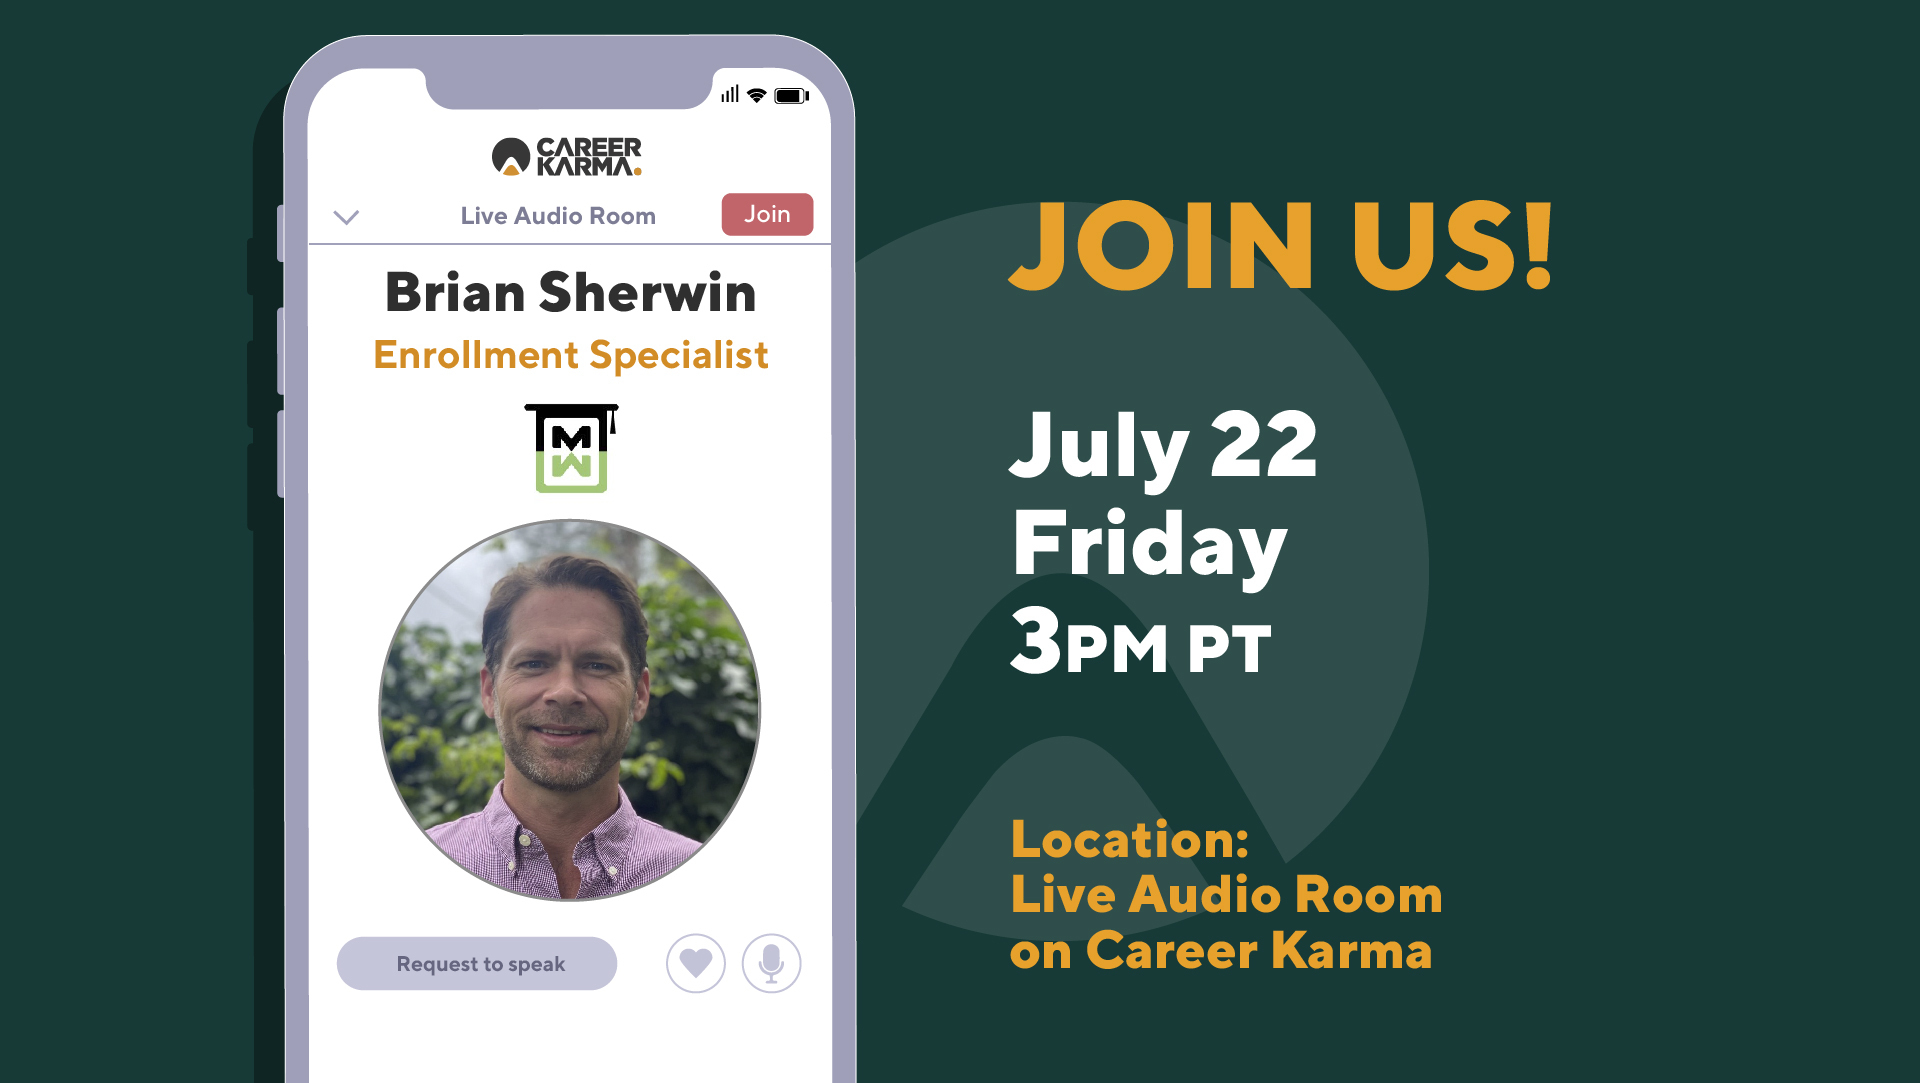 CAREER
KARMA.
Live Audio Room
Join
Brian Sherwin
Enrollment Specialist
M
M
Request to speak
JOIN US!
July 22
Friday
3PM PT
Location:
Live Audio Room
on Career Karma